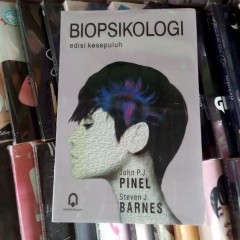 BIOPSIKOLOGI
edisi kesepuluh
John P.J.
PINEL
Steven J.
BARNES